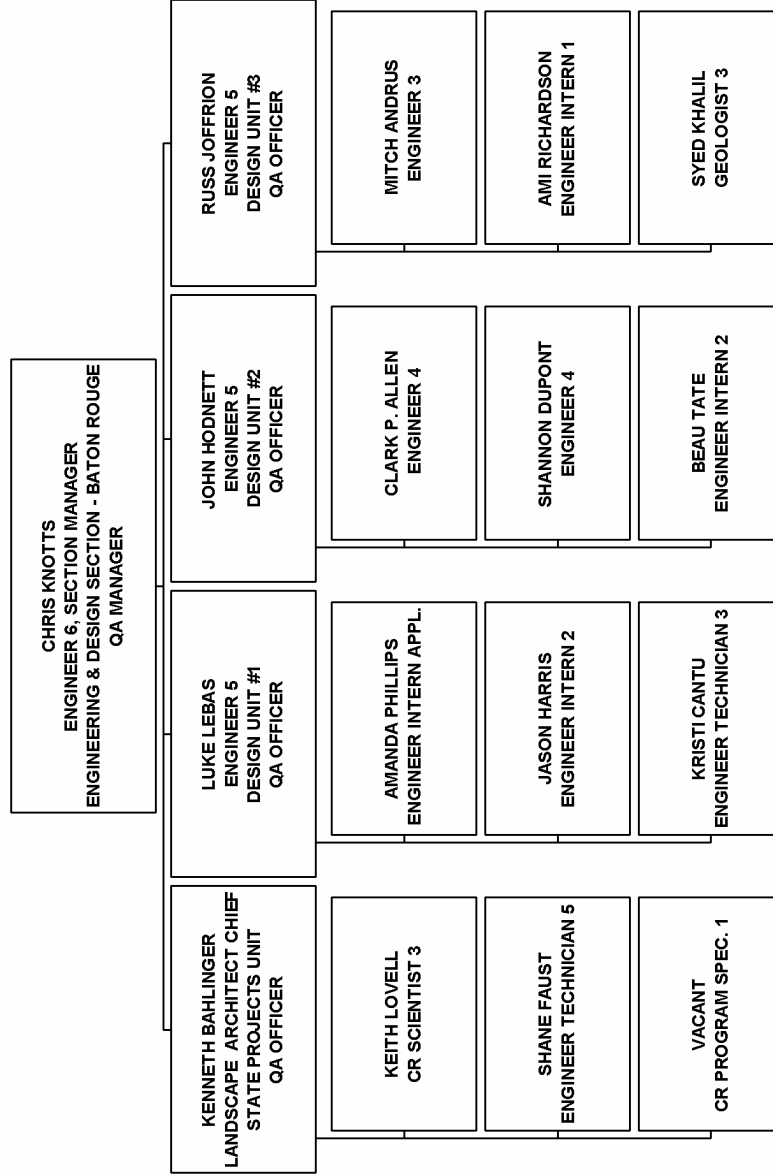 CHRIS KNOTTS
ENGINEER 6, SECTION MANAGER
ENGINEERING & DESIGN SECTION - BATON ROUGE
QA MANAGER
KENNETH BAHLINGER
LANDSCAPE ARCHITECT CHIEF
STATE PROJECTS UNIT
QA OFFICER
KEITH LOVELL
CR SCIENTIST 3
SHANE FAUST
ENGINEER TECHNICIAN 5
VACANT
CR PROGRAM SPEC. 1
LUKE LEBAS
ENGINEER 5
DESIGN UNIT #1
QA OFFICER
AMANDA PHILLIPS
ENGINEER INTERN APPL.
JASON HARRIS
ENGINEER INTERN 2
KRISTI CANTU
ENGINEER TECHNICIAN 3
JOHN HODNETT
ENGINEER 5
DESIGN UNIT #2
QA OFFICER
CLARK P. ALLEN
ENGINEER 4
SHANNON DUPONT
ENGINEER 4
BEAU TATE
ENGINEER INTERN 2
RUSS JOFFRION
ENGINEER 5
DESIGN UNIT #3
QA OFFICER
MITCH ANDRUS
ENGINEER 3
AMI RICHARDSON
ENGINEER INTERN 1
SYED KHALIL
GEOLOGIST 3